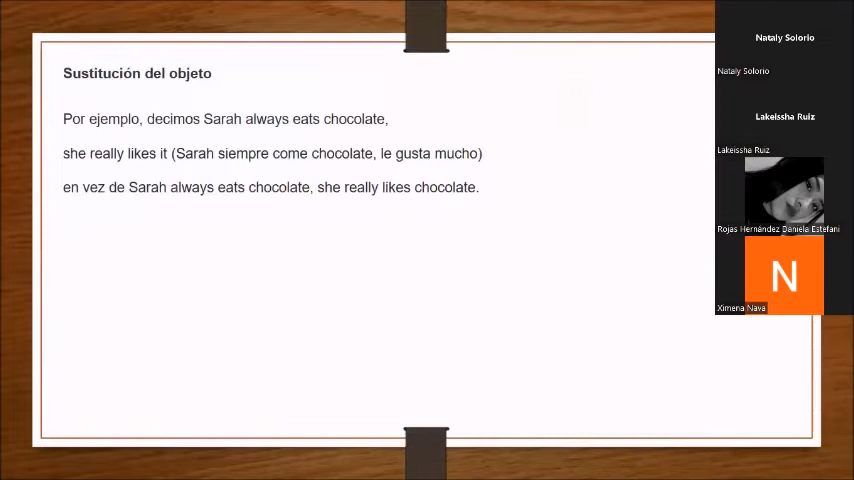 Sustitución del objeto
Por ejemplo, decimos Sarah always eats chocolate,
she really likes it (Sarah siempre come chocolate, le gusta mucho)
en vez de Sarah always eats chocolate, she really likes chocolate.
Nataly Solorio
Nataly Solorio
Lakeissha Ruiz
Lakeissha Ruiz
Rojas Hernández Daniela Estefani
N
Ximena Nava